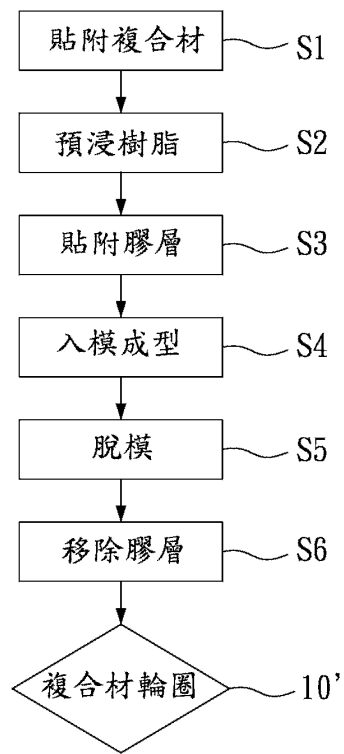 貼附複合材 S1
預浸樹脂 S2
貼附膠層 S3
入模成型 S4
脫模 S5
移除膠層 S6
複合材輪圈 10'